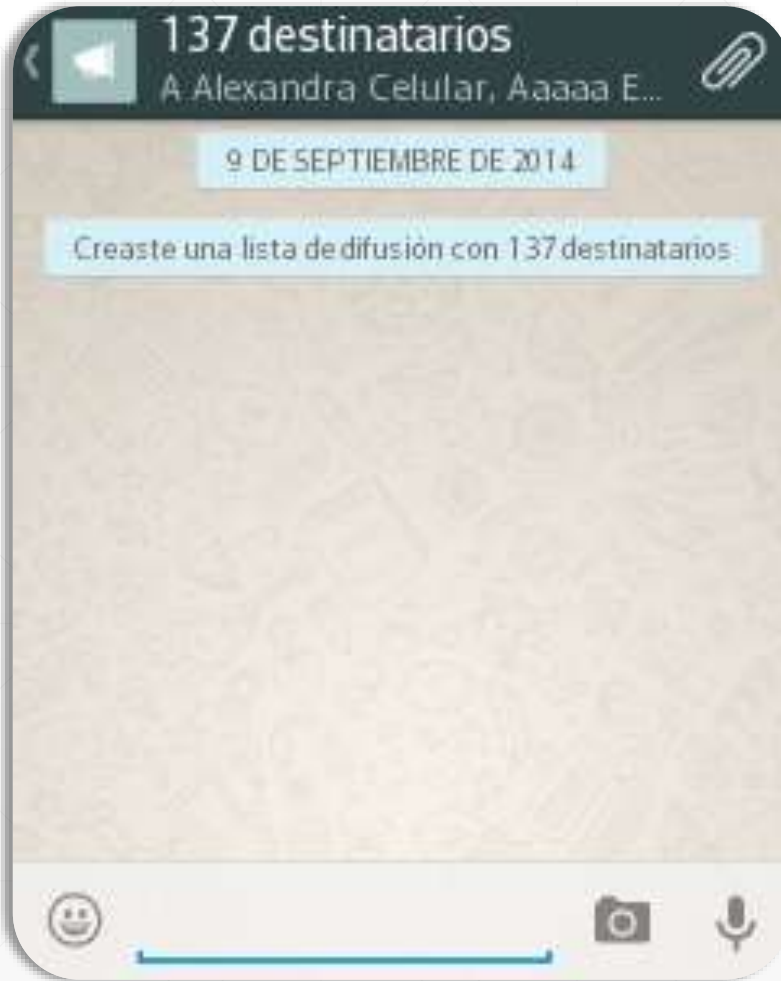 137 destinatarios
A Alexandra Celular, Aaaaa E...
9 DE SEPTIEMBRE DE 2014
Creaste una lista de difusión con 137 destinatarios